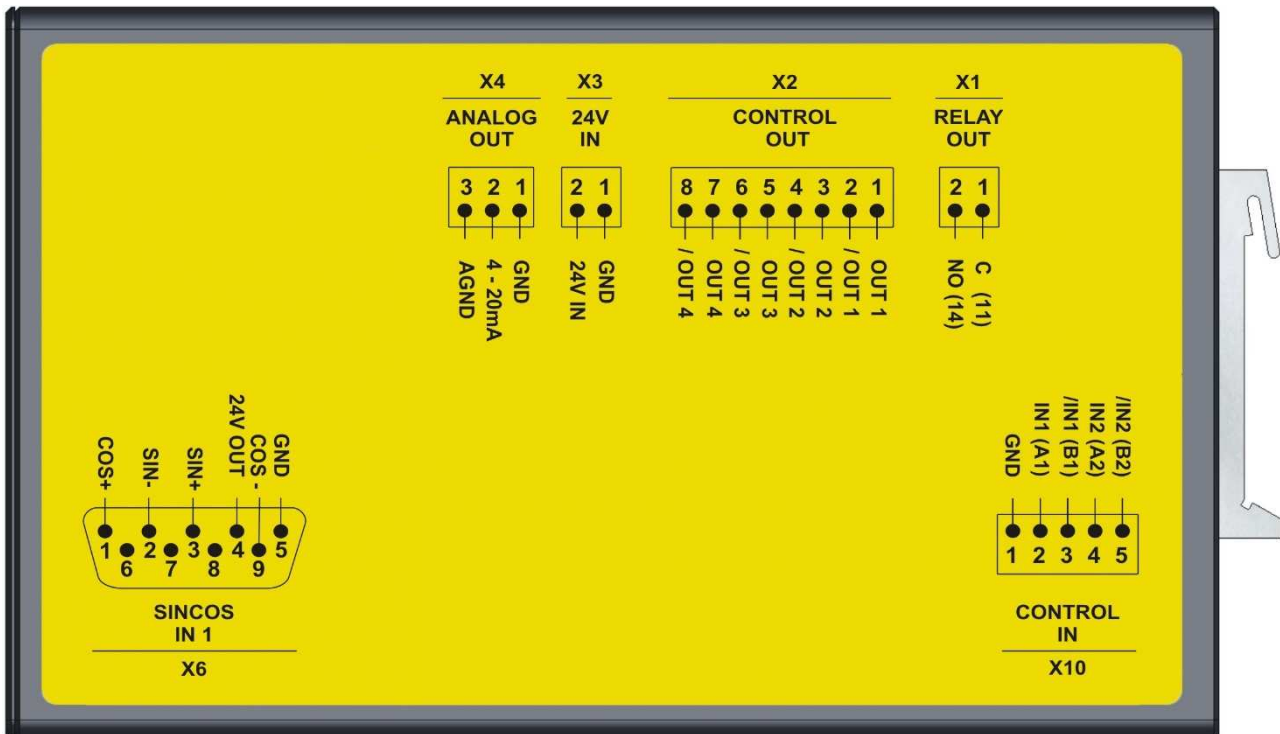 X4
ANALOG
OUT
3 2 1
AGND
4 - 20mA
GND
X3
24V
IN
2 1
24V IN
GND
X2
CONTROL
OUT
8 7 6 5 4 3 2 1
/ OUT 4
OUT 4
/ OUT 3
OUT 3
/ OUT 2
OUT 2
/ OUT 1
OUT 1
X1
RELAY
OUT
2 1
NO (14)
C (11)
COS+
SIN-
SIN+
24V OUT
COS -
GND
1 2 3 4 5
6 7 8 9
SINCOS
IN 1
X6
GND
IN1 (A1)
/IN1 (B1)
IN2 (A2)
/IN2 (B2)
1 2 3 4 5
CONTROL
IN
X10